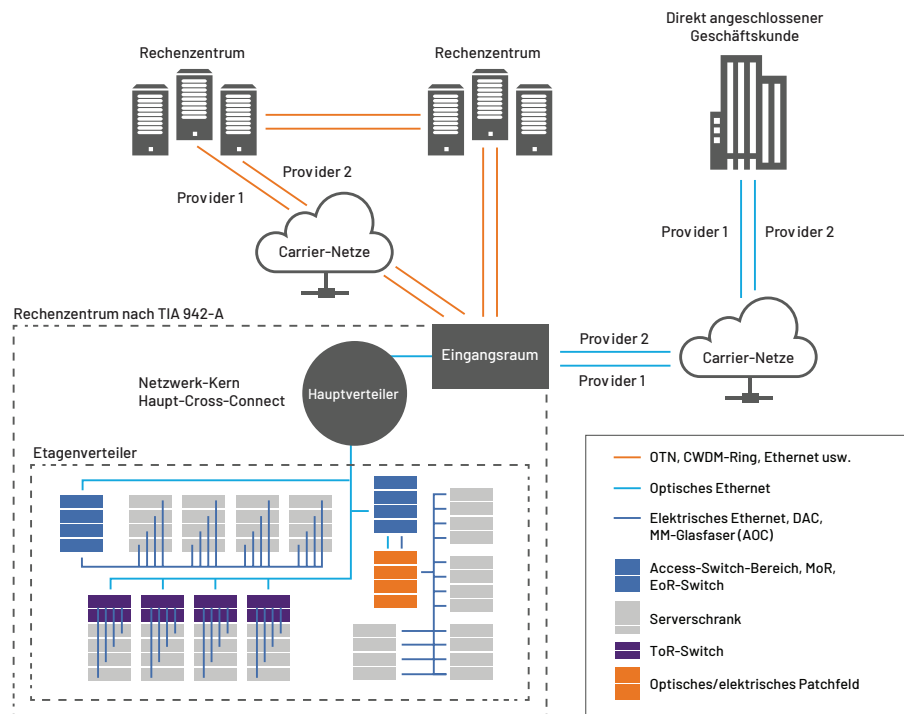 Direkt angeschlossener
Geschäftskunde
Rechenzentrum
Rechenzentrum
Provider 2
Provider 1
Carrier-Netze
Provider 1
Provider 2
Rechenzentrum nach TIA 942-A
Eingangsraum
Provider 2
Provider 1
Carrier-Netze
Netzwerk-Kern
Haupt-Cross-Connect
Hauptverteiler
Etagenverteiler
OTN, CWDM-Ring, Ethernet usw.
Optisches Ethernet
Elektrisches Ethernet, DAC,
MM-Glasfaser (AOC)
Access-Switch-Bereich, MoR,
EoR-Switch
Serverschrank
ToR-Switch
Optisches/elektrisches Patchfeld